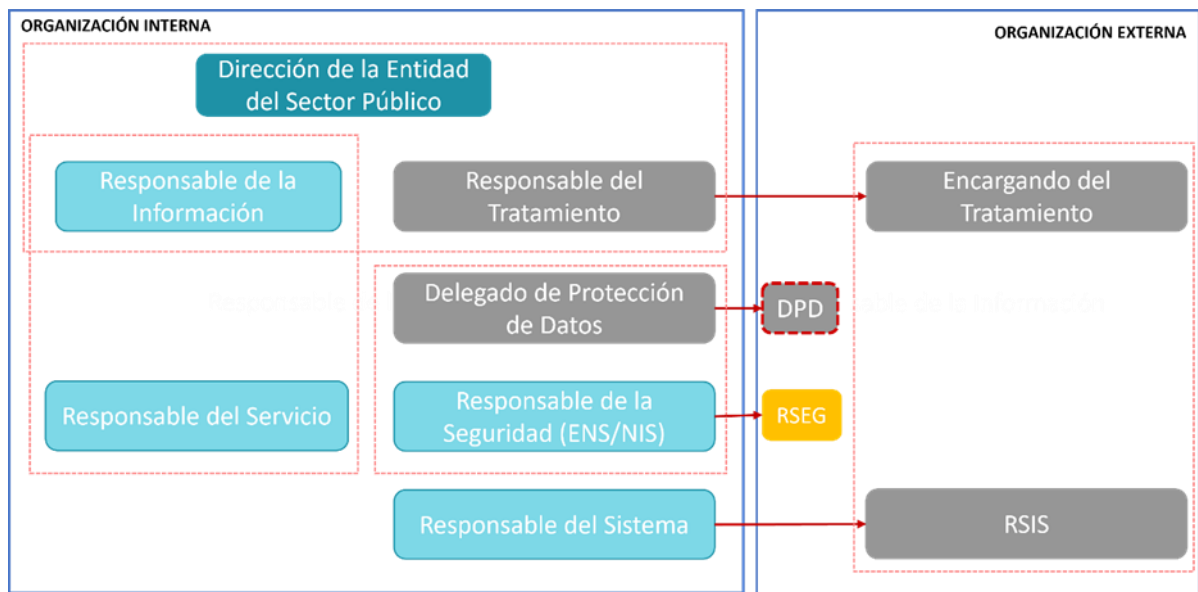 ORGANIZACIÓN INTERNA
ORGANIZACIÓN EXTERNA
Dirección de la Entidad
del Sector Público
Responsable de la
Información
Responsable del
Tratamiento
Encargando del
Tratamiento
Delegado de Protección
de Datos
DPD
Responsable del Servicio
Responsable de la
Seguridad (ENS/NIS)
RSEG
Responsable del Sistema
RSIS